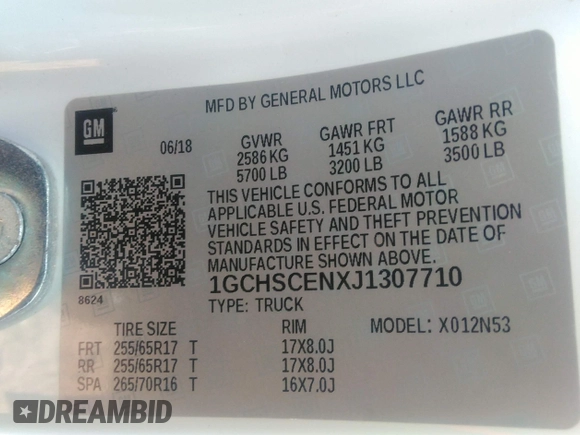 MFD BY GENERAL MOTORS LLC
GM
06/18
GVWR GAWR FRT GAWR RR
2586 KG 1451 KG 1588 KG
5700 LB 3200 LB 3500 LB
THIS VEHICLE CONFORMS TO ALL
APPLICABLE U.S. FEDERAL MOTOR
VEHICLE SAFETY AND THEFT PREVENTION
STANDARDS IN EFFECT ON THE DATE OF
MANUFACTURE SHOWN ABOVE.
8624
1GCHSCENXJ1307710
TYPE: TRUCK MODEL: X012N53
TIRE SIZE RIM
FRT 255/65R17 T 17X8.0J
RR 255/65R17 T 17X8.0J
SPA 265/70R16 T 16X7.0J
DREAMBID